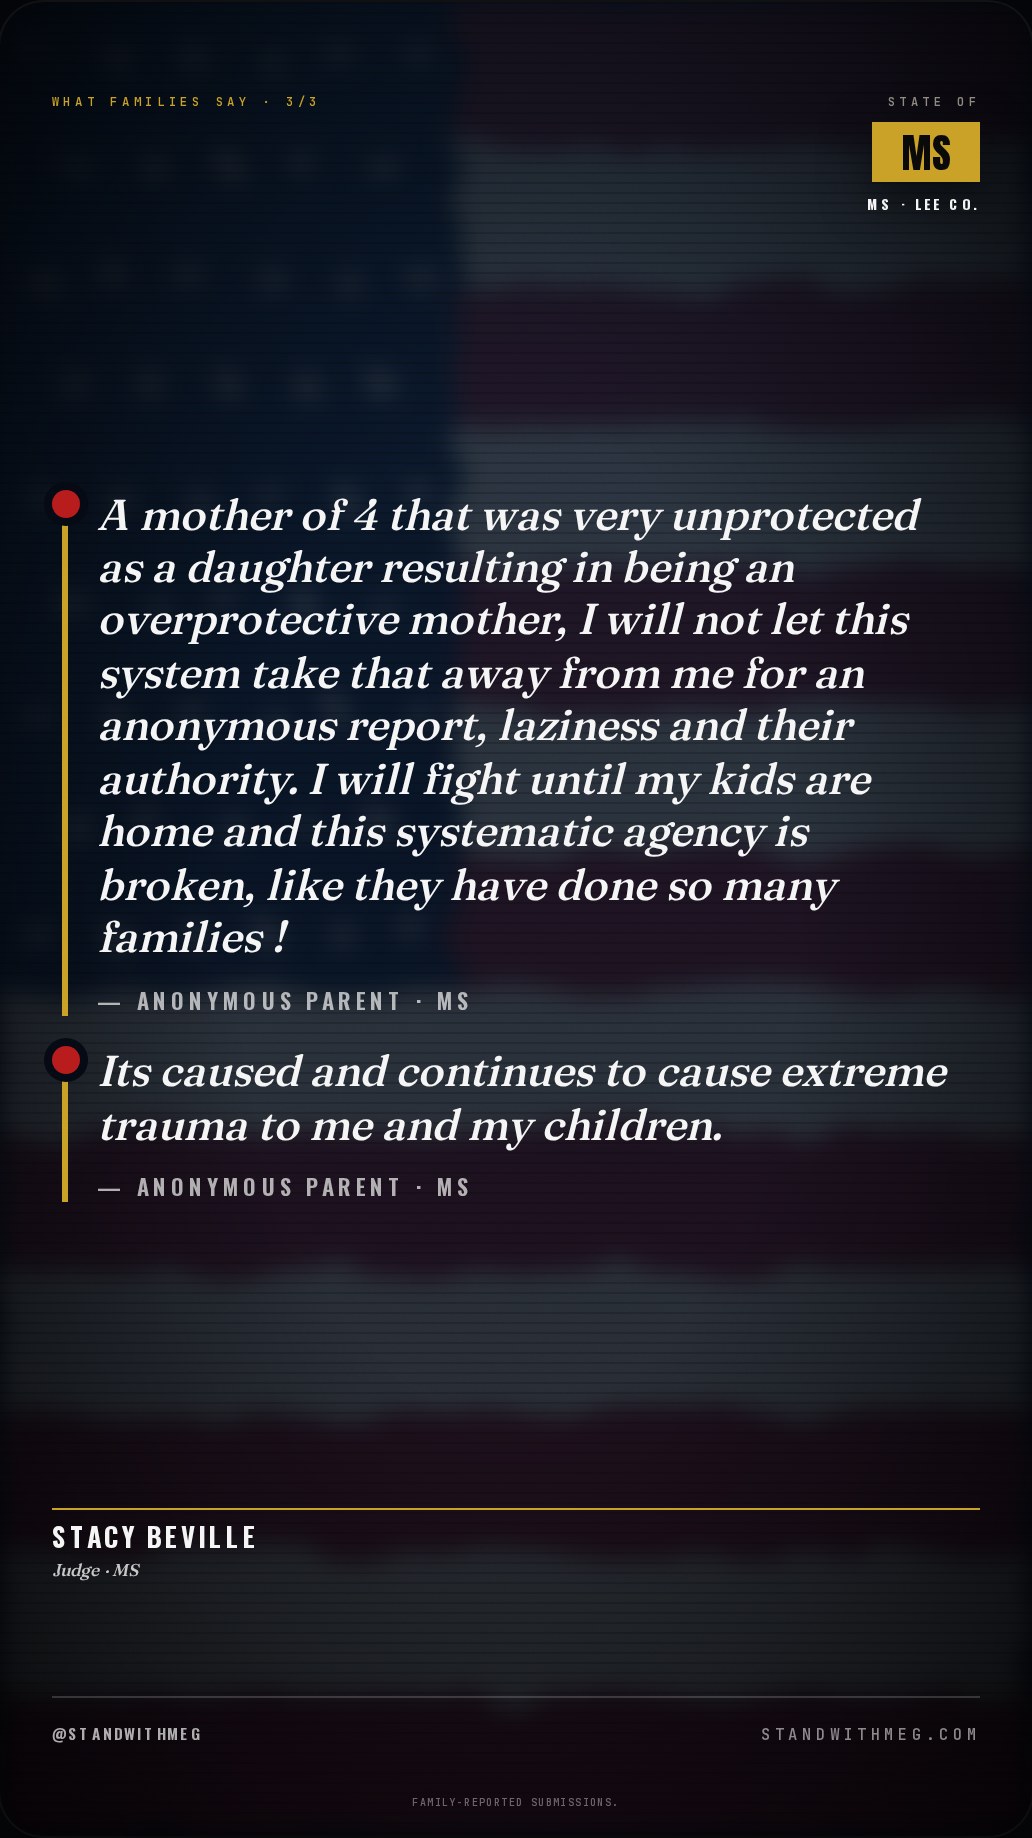 WHAT FAMILIES SAY · 3/3
STATE OF
MS
MS · LEE CO.
A mother of 4 that was very unprotected
as a daughter resulting in being an
overprotective mother, I will not let this
system take that away from me for an
anonymous report, laziness and their
authority. I will fight until my kids are
home and this systematic agency is
broken, like they have done so many
families !
— ANONYMOUS PARENT · MS
Its caused and continues to cause extreme
trauma to me and my children.
— ANONYMOUS PARENT · MS
STACY BEVILLE
Judge · MS
@STANDWITHMEG
STANDWITHMEG.COM
FAMILY-REPORTED SUBMISSIONS.